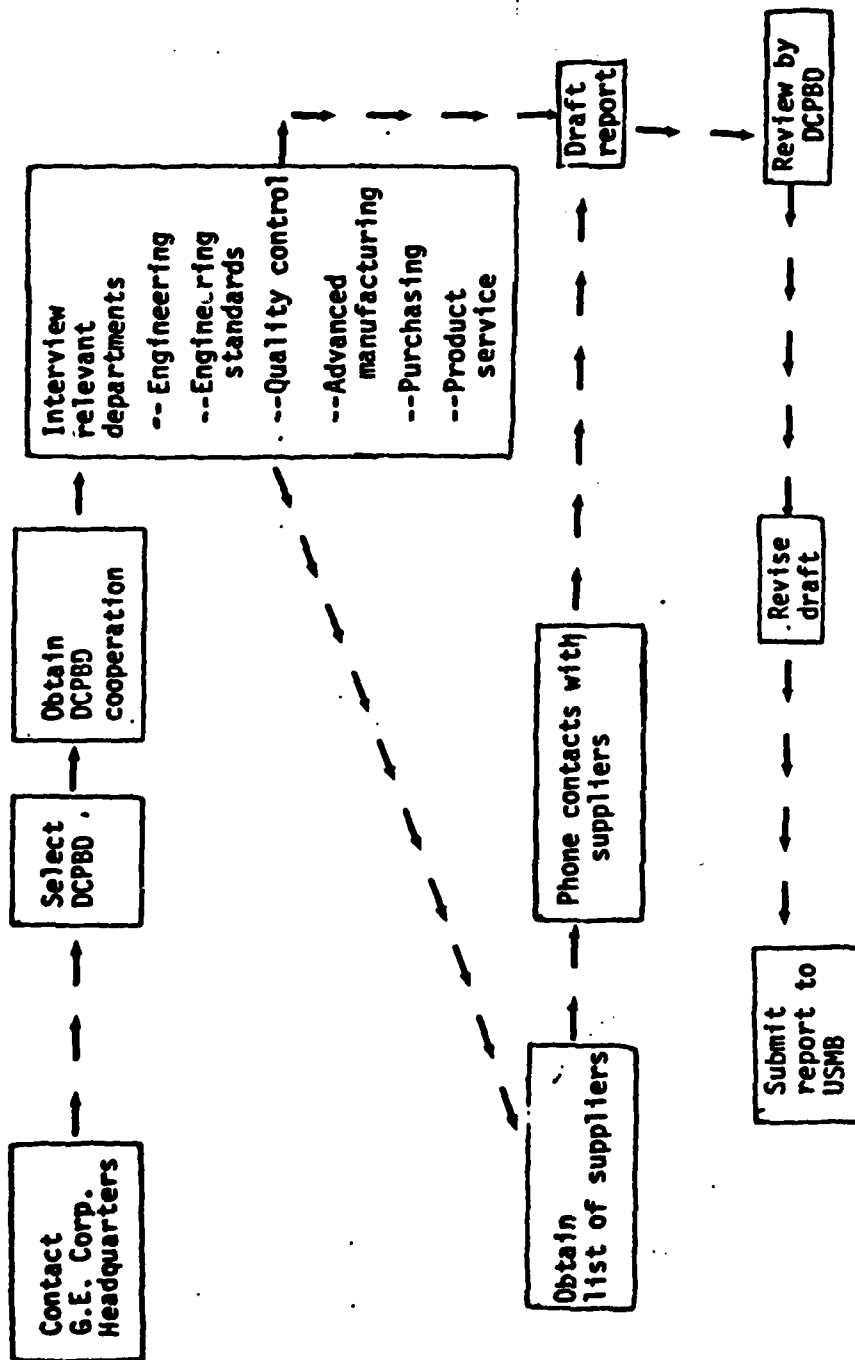 Contact
G.E. Corp.
Headquarters
Select
DCPBD
Obtain
DCPBD
cooperation
Interview
relevant
departments
-- Engineering
--Engineering
standards
--Quality control
--Advanced
manufacturing
--Purchasing
--Product
service
Obtain
list of suppliers
Phone contacts with
suppliers
Draft
report
Review by
DCPBD
Revise
draft
Submit
report to
USMB